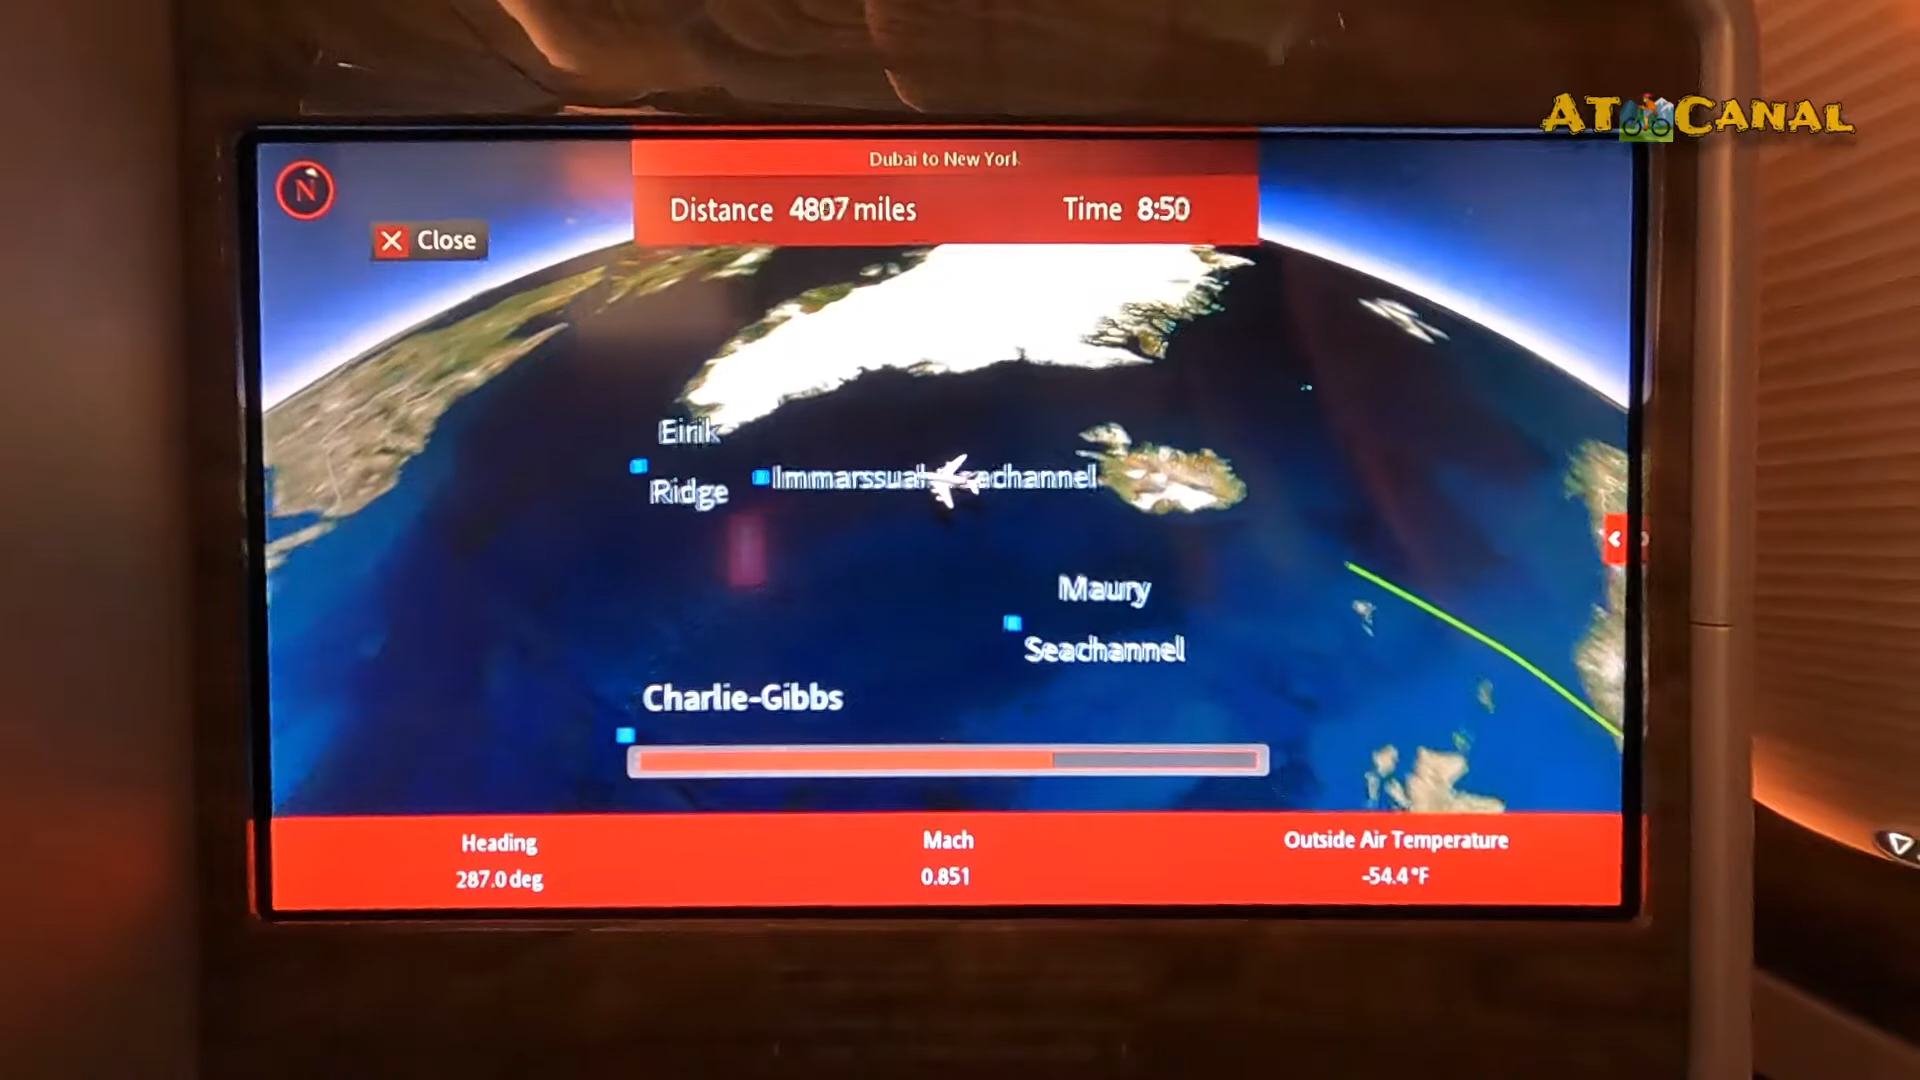 AT CANAL
Dubai to New York
N
Distance 4807 miles Time 8:50
Close
Eirik
Ridge
Immarssuak Seachannel
Maury
Seachannel
Charlie-Gibbs
Heading Mach Outside Air Temperature
287.0 deg 0.851 -54.4°F